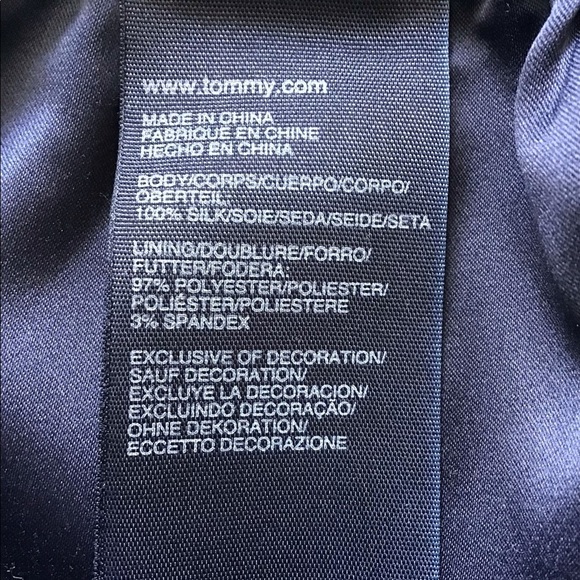 www.tommy.com
MADE IN CHINA
FABRIQUÉ EN CHINE
HECHO EN CHINA
BODY/CORPS/CUERPO/CORPO/
OBERTEIL:
100% SILK/SOIE/SEDA/SEIDE/SETA
LINING/DOUBLURE/FORRO/
FUTTER/FODERA:
97% POLYESTER/POLIESTER/
POLIÉSTER/POLIESTERE
3% SPANDEX
EXCLUSIVE OF DECORATION/
SAUF DECORATION/
EXCLUYE LA DECORACION/
EXCLUINDO DECORAÇÃO/
OHNE DEKORATION/
ECCETTO DECORAZIONE